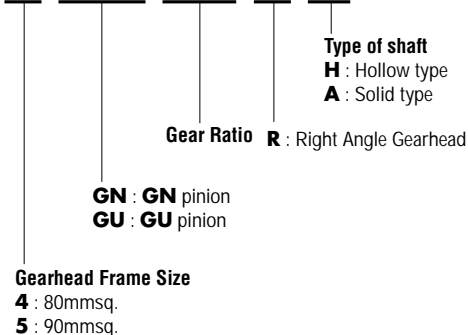 Type of shaft
H : Hollow type
A : Solid type
Gear Ratio
R : Right Angle Gearhead
GN : GN pinion
GU : GU pinion
Gearhead Frame Size
4 : 80mmsq.
5 : 90mmsq.